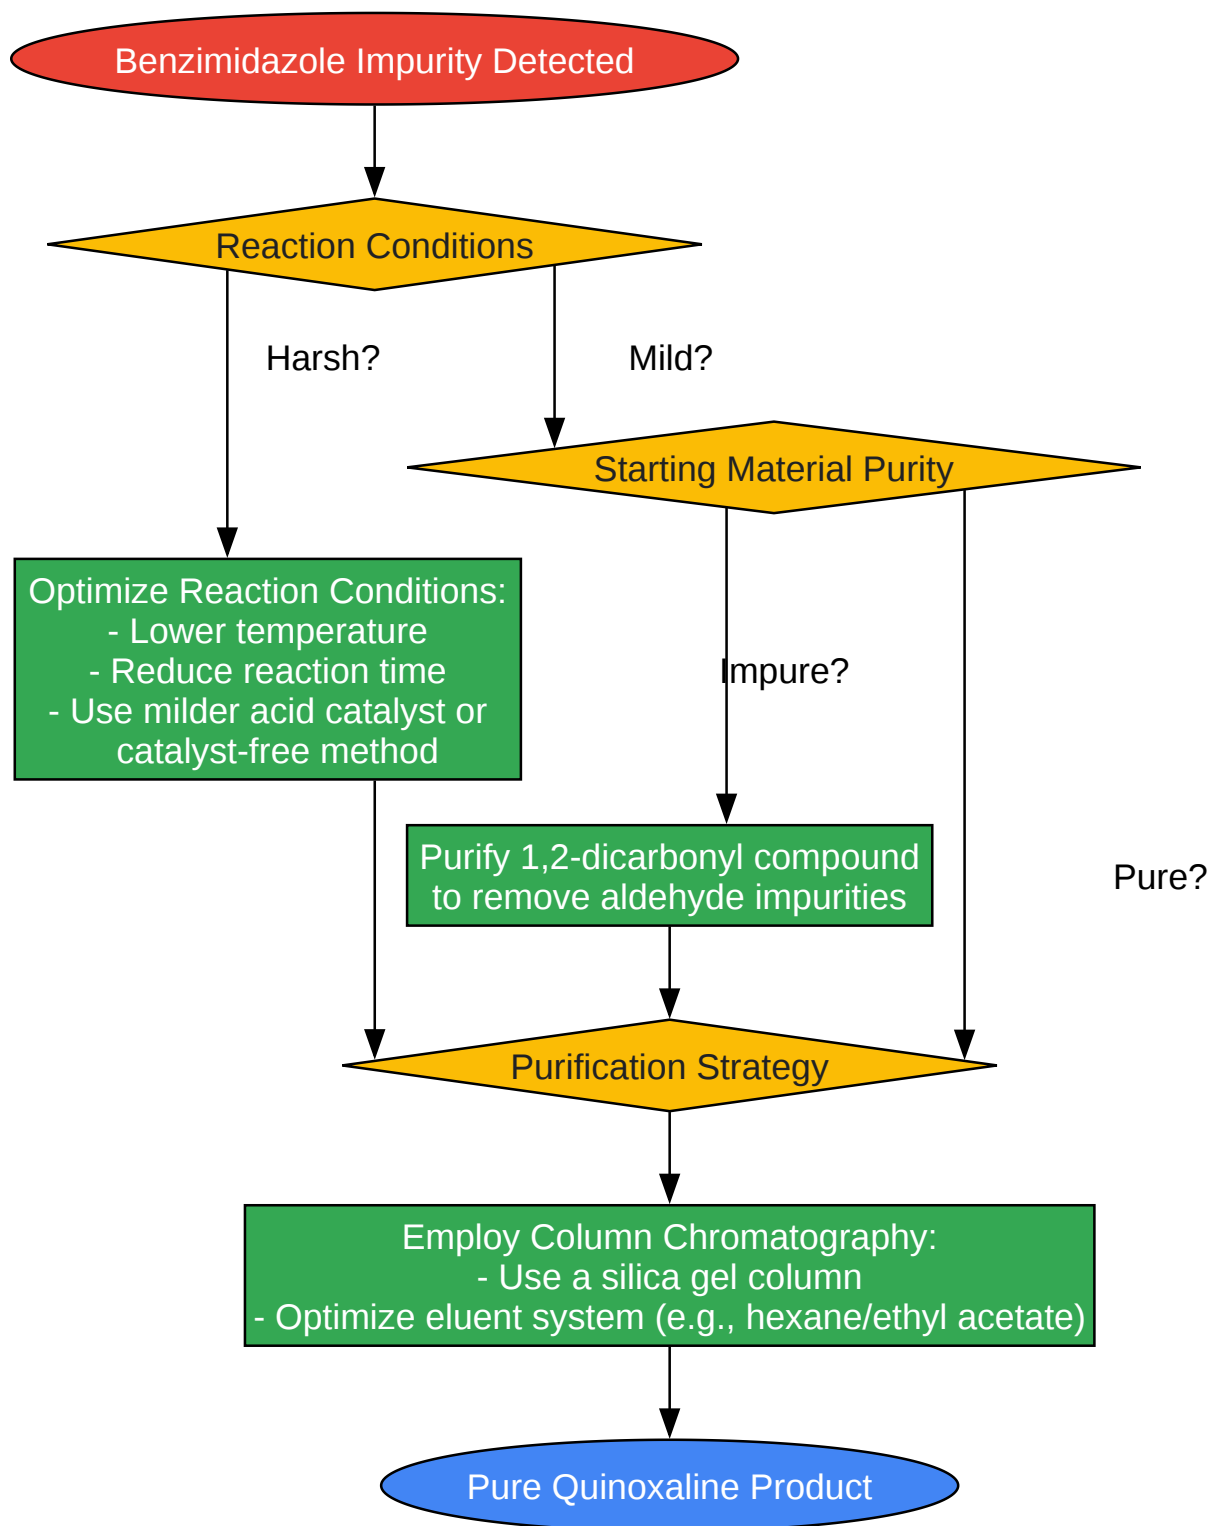 Benzimidazole Impurity Detected
Reaction Conditions
Harsh?
Mild?
Starting Material Purity
Optimize Reaction Conditions:
- Lower temperature
- Reduce reaction time
- Use milder acid catalyst or
catalyst-free method
Impure?
Purify 1,2-dicarbonyl compound
to remove aldehyde impurities
Pure?
Purification Strategy
Employ Column Chromatography:
- Use a silica gel column
- Optimize eluent system (e.g., hexane/ethyl acetate)
Pure Quinoxaline Product